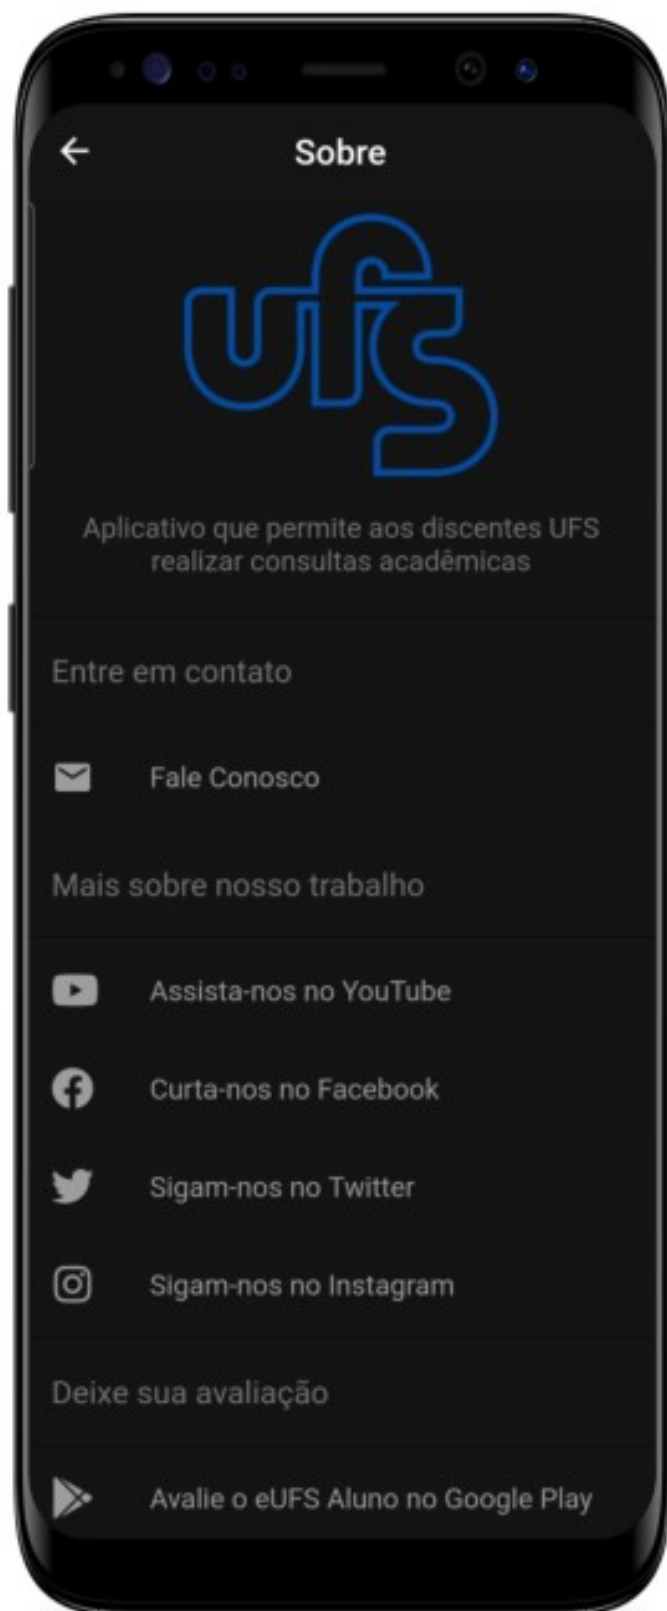 Sobre
ufs
Aplicativo que permite aos discentes UFS
realizar consultas acadêmicas
Entre em contato
Fale Conosco
Mais sobre nosso trabalho
Assista-nos no YouTube
Curta-nos no Facebook
Sigam-nos no Twitter
Sigam-nos no Instagram
Deixe sua avaliação
Avalie o eUFS Aluno no Google Play